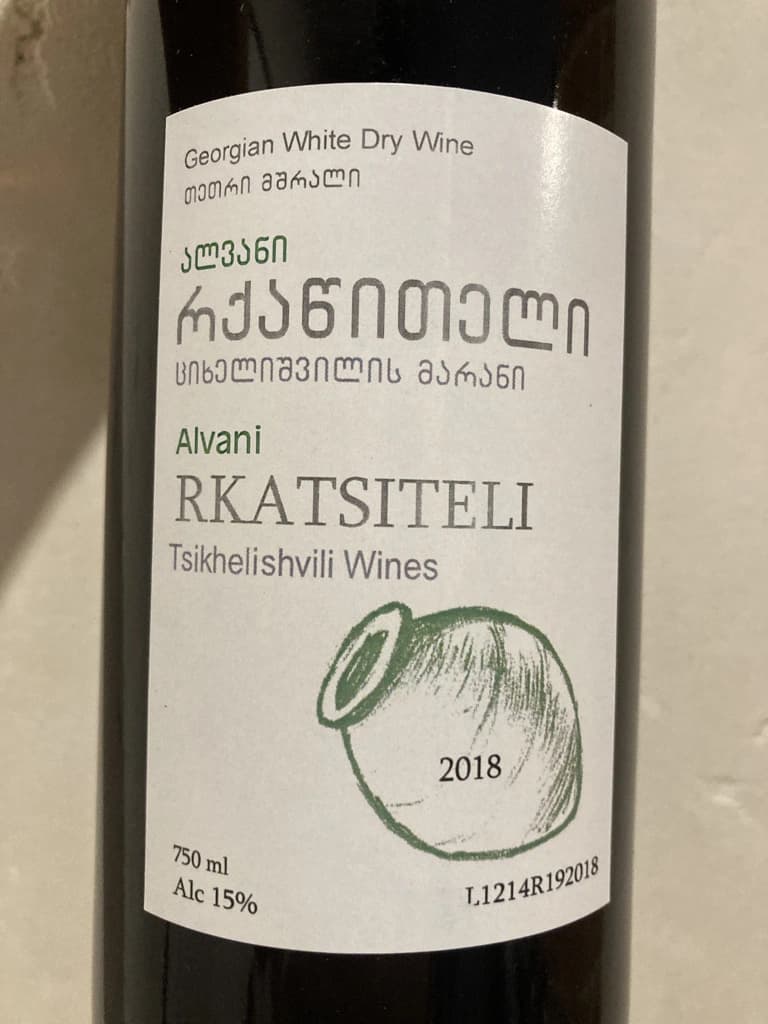 Georgian White Dry Wine
თეთრი მშრალი
ალვანი
რქაწითელი
ციხელიშვილის მარანი
Alvani
RKATSITELI
Tsikhelishvili Wines
2018
750 ml
Alc 15%
L1214R192018